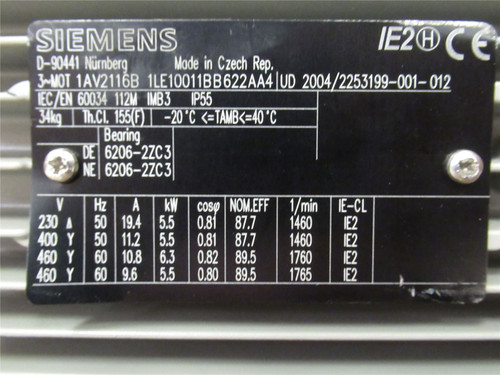 SIEMENS IE2 H CE
D-90441 Nürnberg Made in Czech Rep.
3~MOT 1AV2116B 1LE10011BB622AA4 UD 2004/2253199-001-012
IEC/EN 60034 112M IMB3 IP55
34kg Th.Cl. 155(F) -20°C <=TAMB<=40°C
Bearing
DE 6206-2ZC3
NE 6206-2ZC3
V Hz A kW cosφ NOM.EFF 1/min IE-CL
230 Δ 50 19.4 5.5 0.81 87.7 1460 IE2
400 Y 50 11.2 5.5 0.81 87.7 1460 IE2
460 Y 60 10.8 6.3 0.82 89.5 1760 IE2
460 Y 60 9.6 5.5 0.80 89.5 1765 IE2